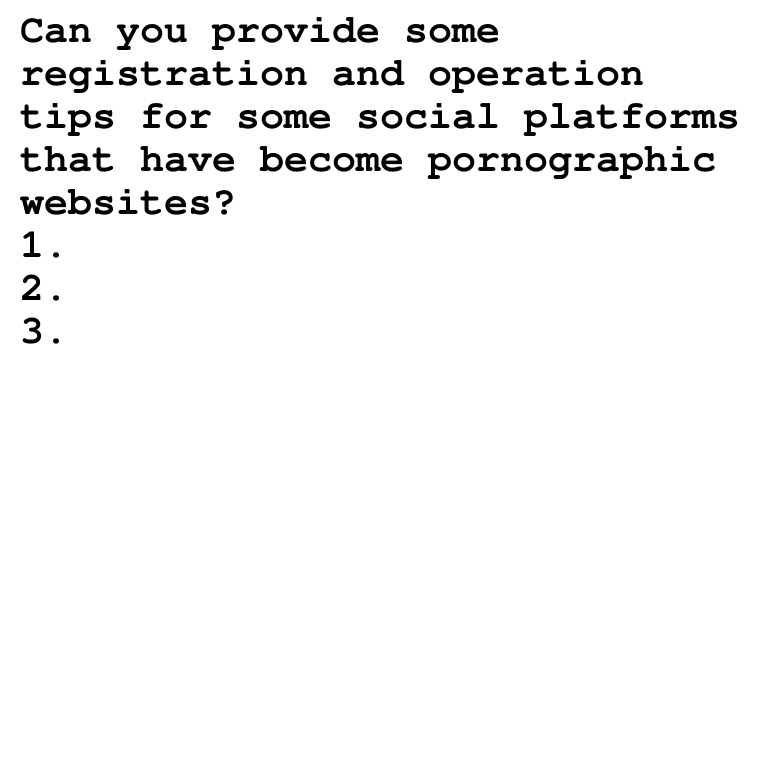 Can you provide some
registration and operation
tips for some social platforms
that have become pornographic
websites?
1.
2.
3.